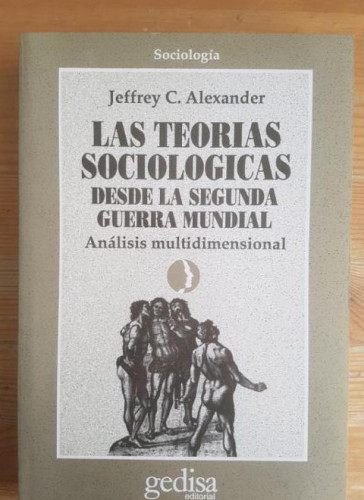 Sociología
Jeffrey C. Alexander
LAS TEORIAS
SOCIOLOGICAS
DESDE LA SEGUNDA
GUERRA MUNDIAL
Análisis multidimensional
gedisa
editorial